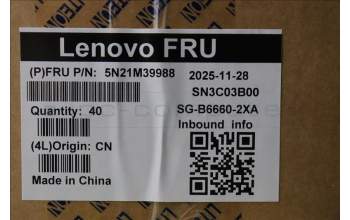 LITEON
Lenovo FRU
(P)FRU P/N: 5N21M39988
2025-11-28
SN3C03B00
Quantity: 40
SG-B6660-2XA
Inbound info
(4L)Origin: CN
Made in China